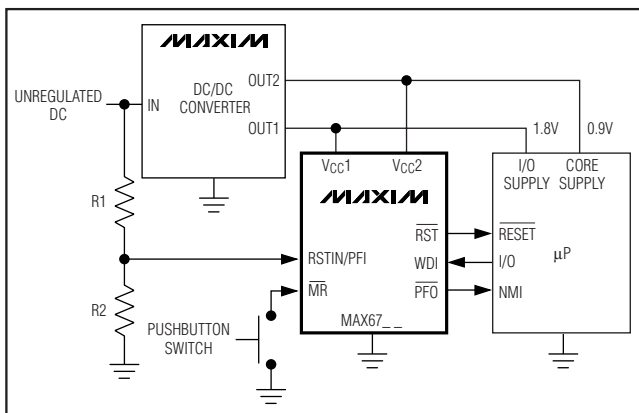 MAXIM
DC/DC
CONVERTER
UNREGULATED
DC
IN
OUT2
OUT1
1.8V
0.9V
VCC1
VCC2
MAXIM
I/O
SUPPLY
CORE
SUPPLY
R1
RST
RESET
RSTIN/PFI
WDI
I/O
µP
MR
PFO
NMI
R2
MAX67_ _
PUSHBUTTON
SWITCH